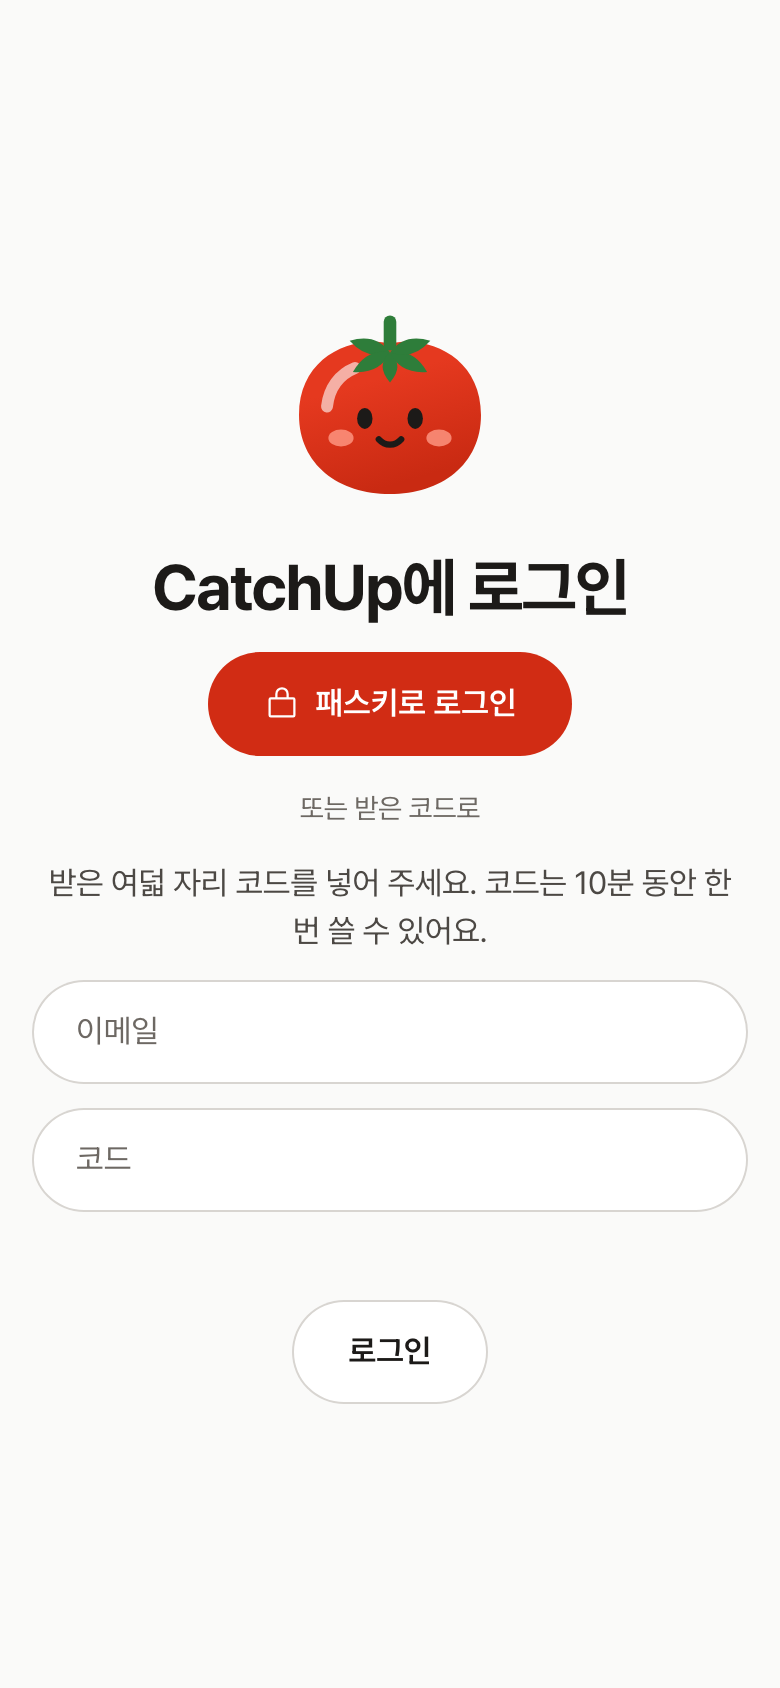 CatchUp에 로그인
패스키로 로그인
또는 받은 코드로
받은 여덟 자리 코드를 넣어 주세요. 코드는 10분 동안 한
번 쓸 수 있어요.
이메일
코드
로그인